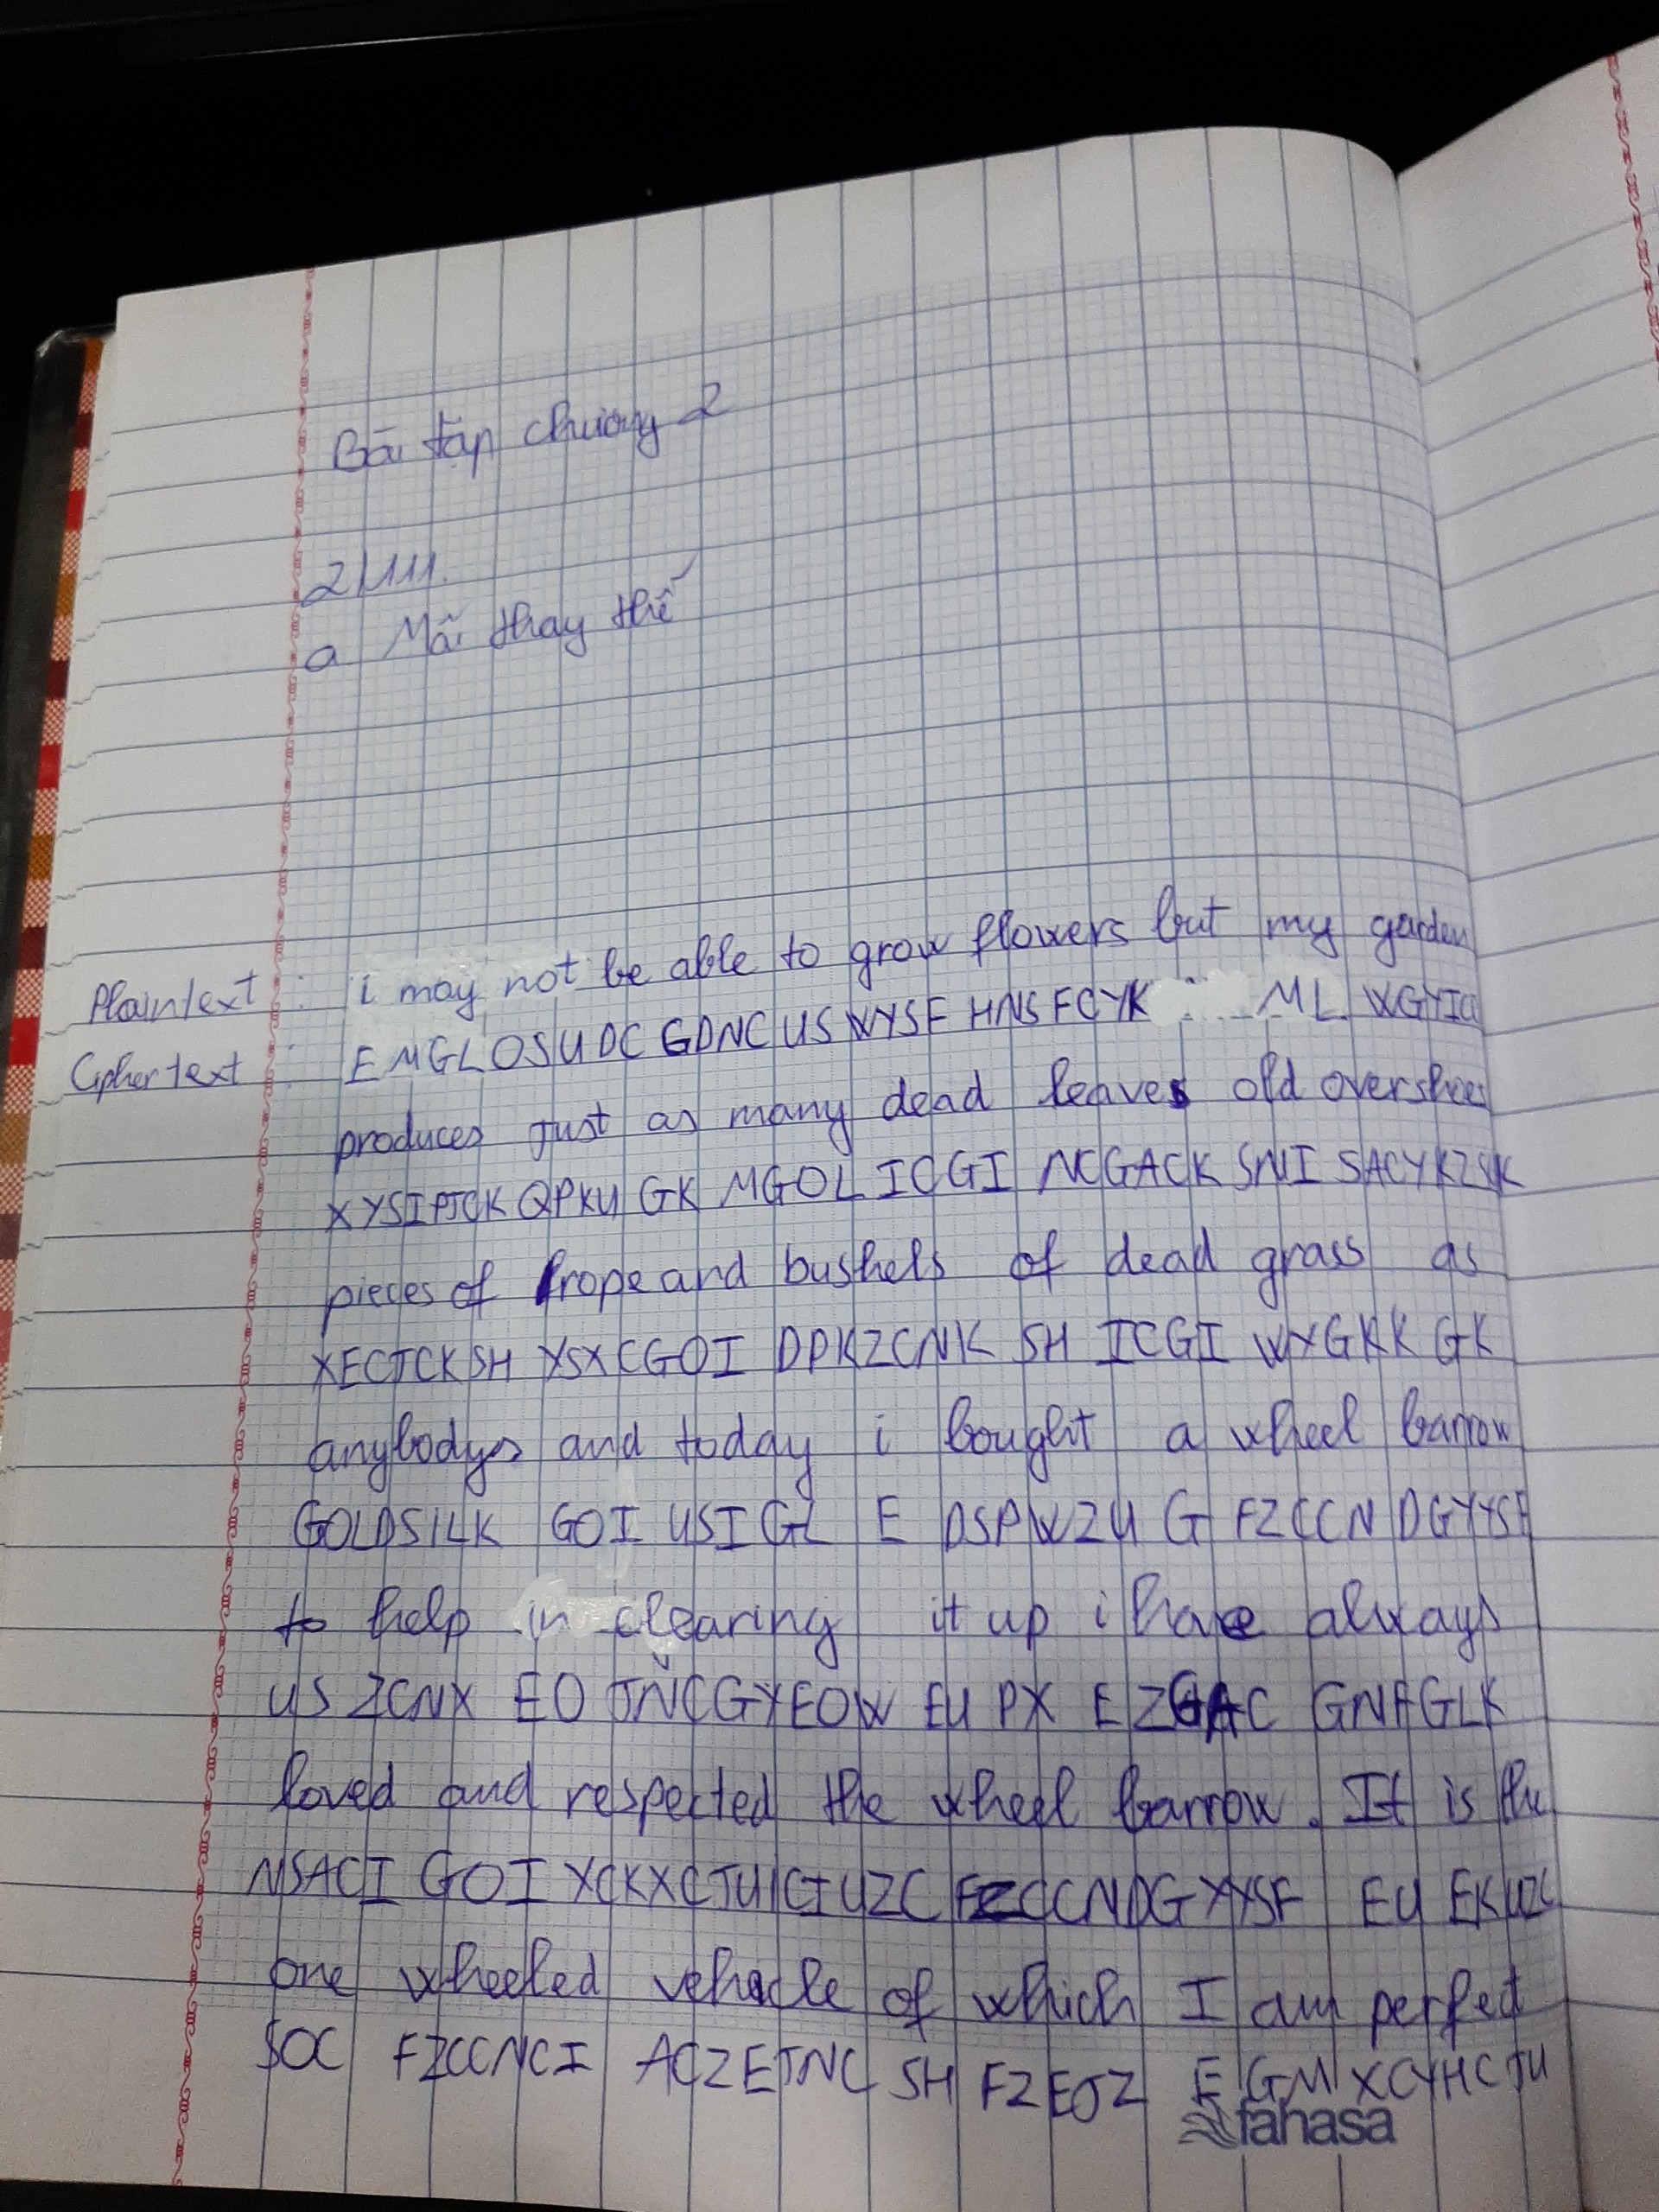 Bài tập chương 2
2/111.
a Mã thay thế
Plaintext : i may not be able to grow flowers but my garden
Ciphertext : EMGLOSUDC GDNC US WYSF HNSFCYK ML WGYIC
produces just as many dead leaves old overshoes
XYSIPJCK QPKU GK MGOL ICGI NCGACK SNI SACYKZSK
pieces of rope and bushels of dead grass as
XECJCKSH YSXCGOI DPKZCNK SH ICGI WYGKK GK
anybodys and today i bought a wheel barrow
GOLDSILK GOI USIGL E DSPWZU G FZCCN DGYYSF
to help in clearing it up i have always
US ZCNX EO JNCGYEOW EU PX E ZGAC GNFGLK
loved and respected the wheel barrow. It is the
NSACI GOI YCKXCJUICI UZC FZCCNDGYYSF EU EKUZC
one wheeled vehicle of which I am perfect
SOC FZCCNCI ACZEJNC SH FZEJZ E GM XCYHCJU
fahasa